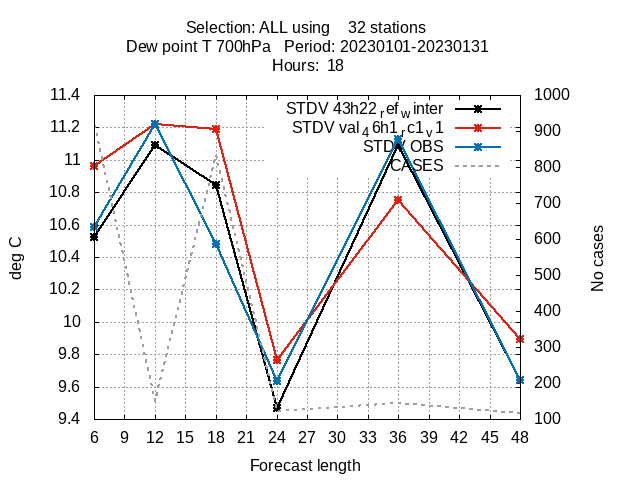 Selection: ALL using 32 stations
Dew point T 700hPa Period: 20230101-20230131
Hours: 18
STDV 43h22ref winter
STDV val46h1rc1v1
STDV OBS
CASES
11.4
11.2
11
10.8
10.6
10.4
10.2
10
9.8
9.6
9.4
1000
900
800
700
600
500
400
300
200
100
deg C
No cases
6 9 12 15 18 21 24 27 30 33 36 39 42 45 48
Forecast length